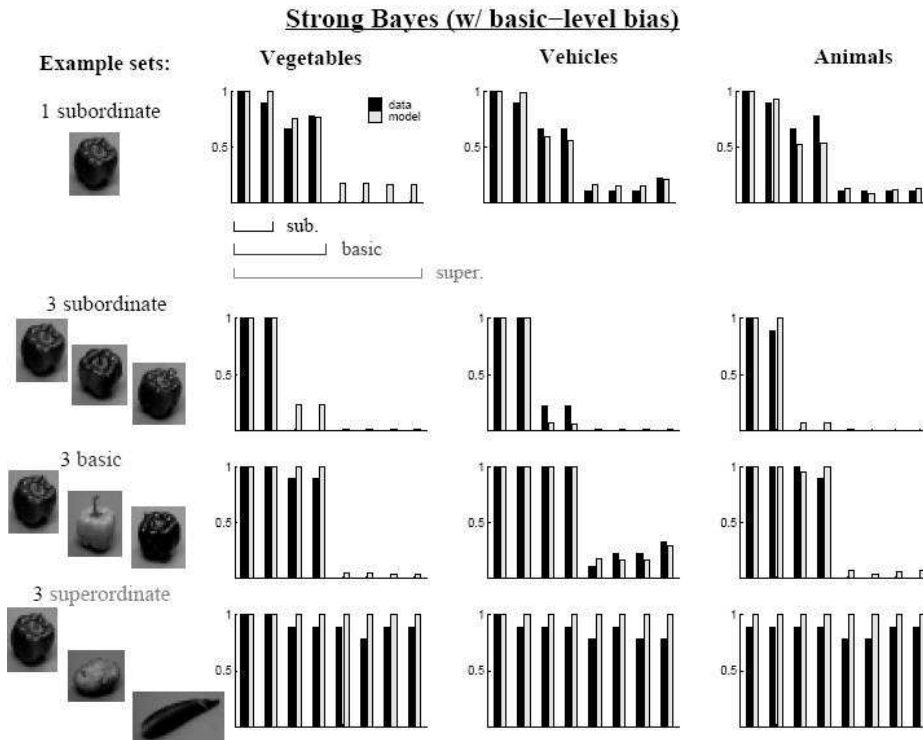 Strong Bayes (w/ basic−level bias)
Example sets:
Vegetables
Vehicles
Animals
1 subordinate
1
0.5
data
model
1
0.5
1
0.5
sub.
basic
super.
3 subordinate
1
0.5
1
0.5
1
0.5
3 basic
1
0.5
1
0.5
1
0.5
3 superordinate
1
0.5
1
0.5
1
0.5